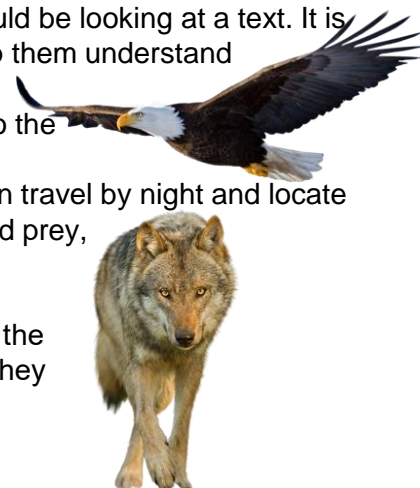 uld be looking at a text. It is
them understand
o the
n travel by night and locate
d prey,
the
hey